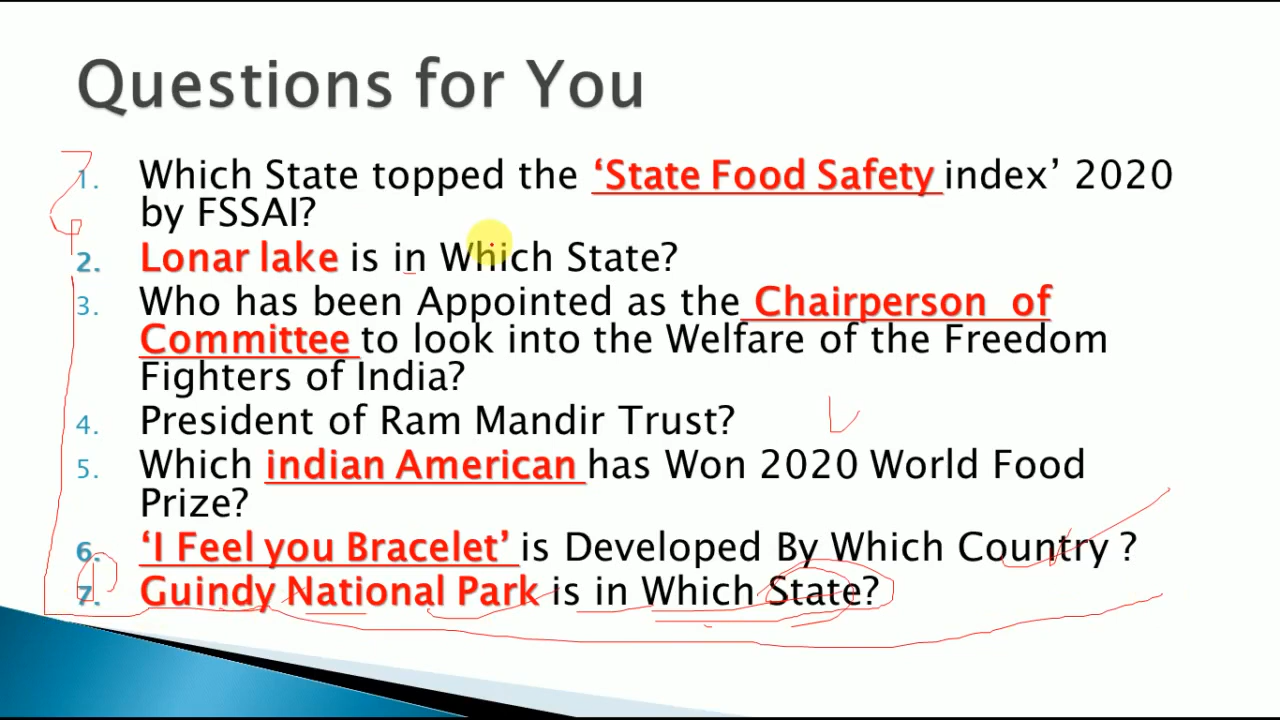 Questions for You
1. Which State topped the ‘State Food Safety index’ 2020
by FSSAI?
2. Lonar lake is in Which State?
3. Who has been Appointed as the Chairperson of
Committee to look into the Welfare of the Freedom
Fighters of India?
4. President of Ram Mandir Trust?
5. Which indian American has Won 2020 World Food
Prize?
6. ‘I Feel you Bracelet’ is Developed By Which Country ?
7. Guindy National Park is in Which State?